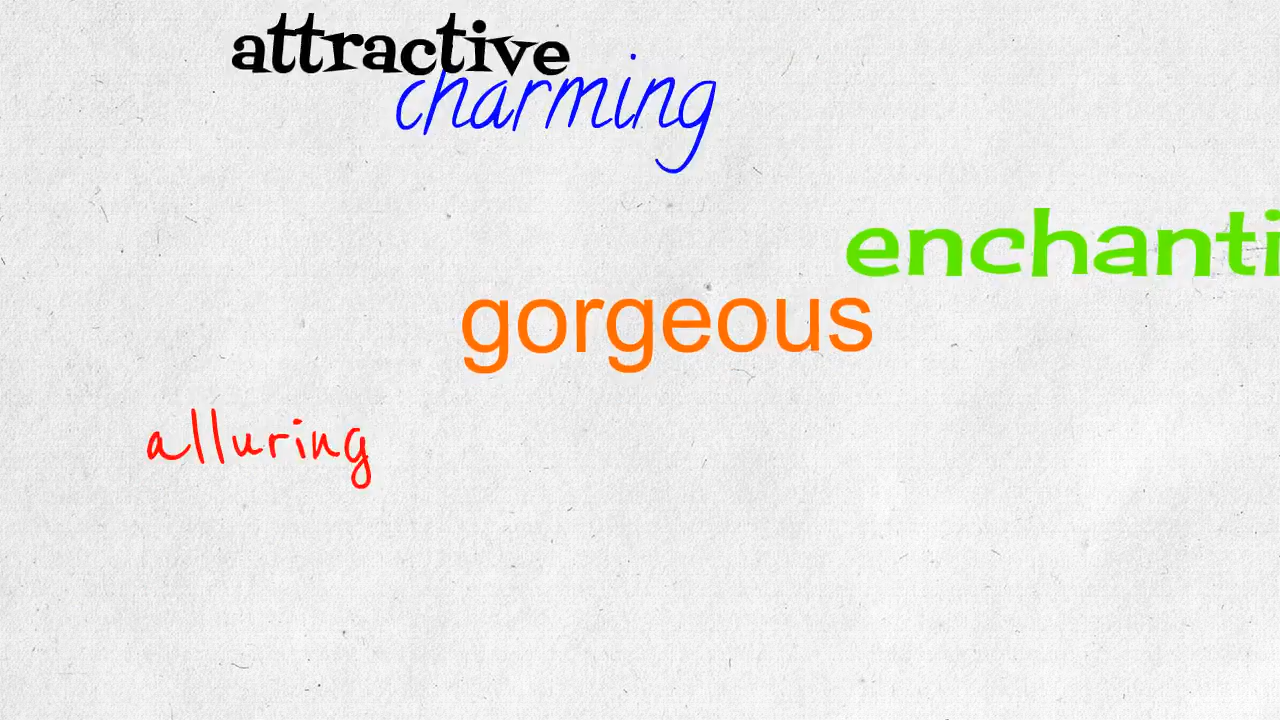 attractive
charming
enchanti
gorgeous
alluring